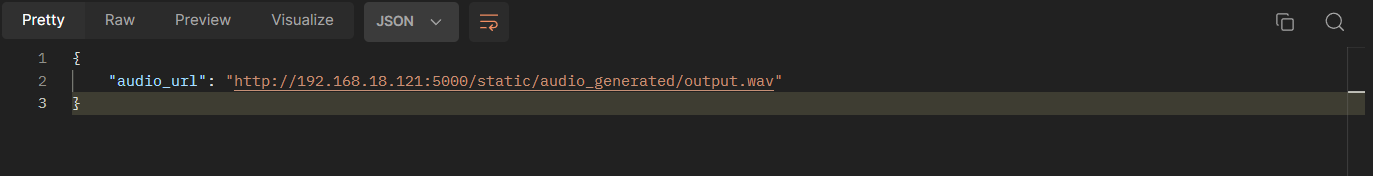 Pretty Raw Preview Visualize JSON
1 {
2 "audio_url": "http://192.168.18.121:5000/static/audio_generated/output.wav"
3 }